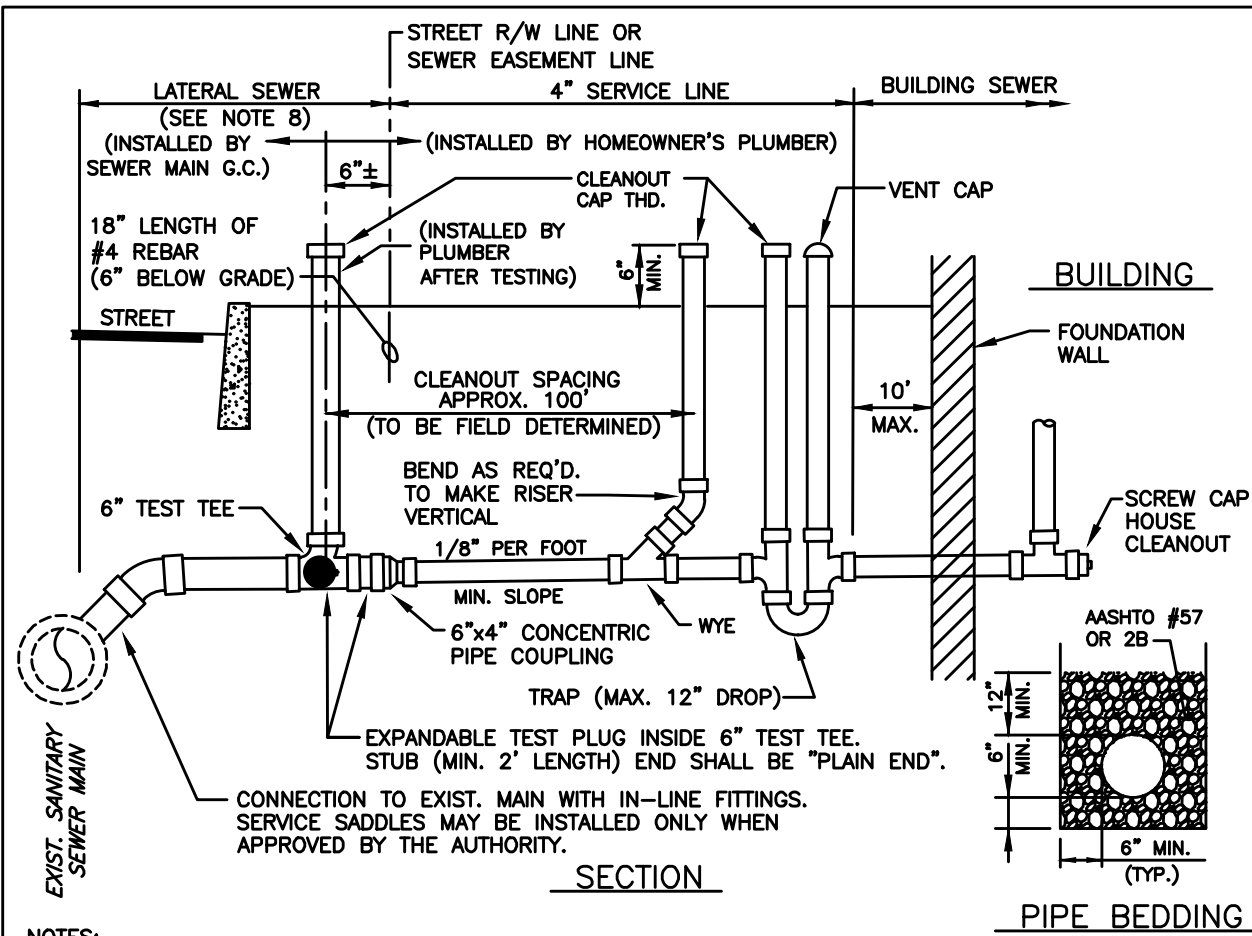 STREET R/W LINE OR
SEWER EASEMENT LINE
LATERAL SEWER
(SEE NOTE 8)
4" SERVICE LINE
BUILDING SEWER
(INSTALLED BY
SEWER MAIN G.C.)
(INSTALLED BY HOMEOWNER'S PLUMBER)
6"±
CLEANOUT
CAP THD.
VENT CAP
18" LENGTH OF
#4 REBAR
(6" BELOW GRADE)
(INSTALLED BY
PLUMBER
AFTER TESTING)
6"
MIN.
BUILDING
STREET
FOUNDATION
WALL
CLEANOUT SPACING
APPROX. 100'
(TO BE FIELD DETERMINED)
10'
MAX.
BEND AS REQ'D.
TO MAKE RISER
VERTICAL
6" TEST TEE
SCREW CAP
HOUSE
CLEANOUT
1/8" PER FOOT
MIN. SLOPE
6"x4" CONCENTRIC
PIPE COUPLING
WYE
AASHTO #57
OR 2B
TRAP (MAX. 12" DROP)
12"
MIN.
6"
MIN.
EXPANDABLE TEST PLUG INSIDE 6" TEST TEE.
STUB (MIN. 2' LENGTH) END SHALL BE "PLAIN END".
EXIST. SANITARY
SEWER MAIN
CONNECTION TO EXIST. MAIN WITH IN-LINE FITTINGS.
SERVICE SADDLES MAY BE INSTALLED ONLY WHEN
APPROVED BY THE AUTHORITY.
6" MIN.
(TYP.)
SECTION
PIPE BEDDING
NOTES: